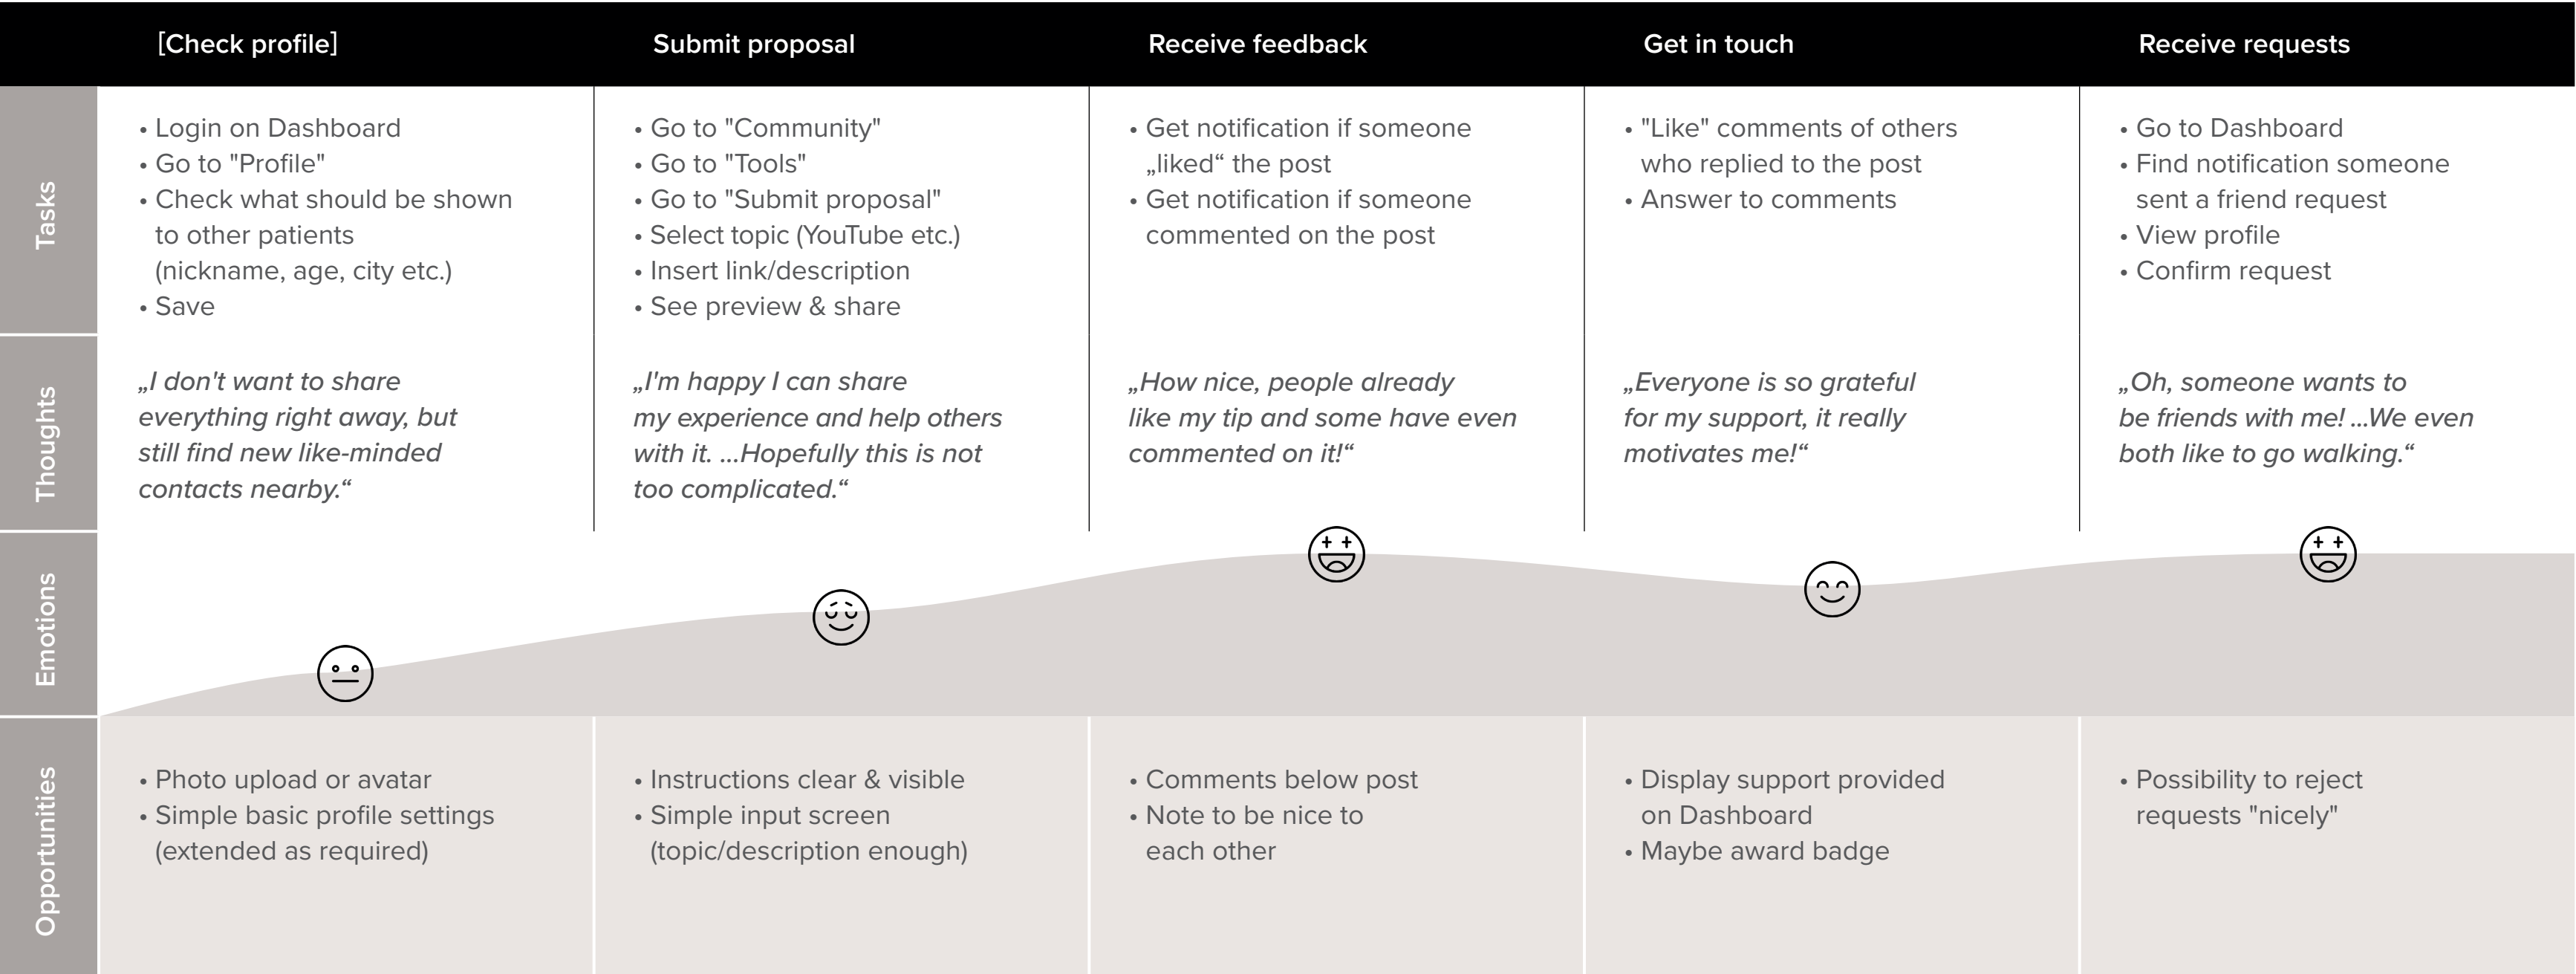 [Check profile]
Submit proposal
Receive feedback
Get in touch
Receive requests
Tasks
• Login on Dashboard
• Go to "Profile"
• Check what should be shown
to other patients
(nickname, age, city etc.)
• Save
• Go to "Community"
• Go to "Tools"
• Go to "Submit proposal"
• Select topic (YouTube etc.)
• Insert link/description
• See preview & share
• Get notification if someone
„liked“ the post
• Get notification if someone
commented on the post
• "Like" comments of others
who replied to the post
• Answer to comments
• Go to Dashboard
• Find notification someone
sent a friend request
• View profile
• Confirm request
Thoughts
„I don't want to share
everything right away, but
still find new like-minded
contacts nearby.“
„I'm happy I can share
my experience and help others
with it. ...Hopefully this is not
too complicated.“
„How nice, people already
like my tip and some have even
commented on it!“
„Everyone is so grateful
for my support, it really
motivates me!“
„Oh, someone wants to
be friends with me! ...We even
both like to go walking.“
Emotions
Opportunities
• Photo upload or avatar
• Simple basic profile settings
(extended as required)
• Instructions clear & visible
• Simple input screen
(topic/description enough)
• Comments below post
• Note to be nice to
each other
• Display support provided
on Dashboard
• Maybe award badge
• Possibility to reject
requests "nicely"